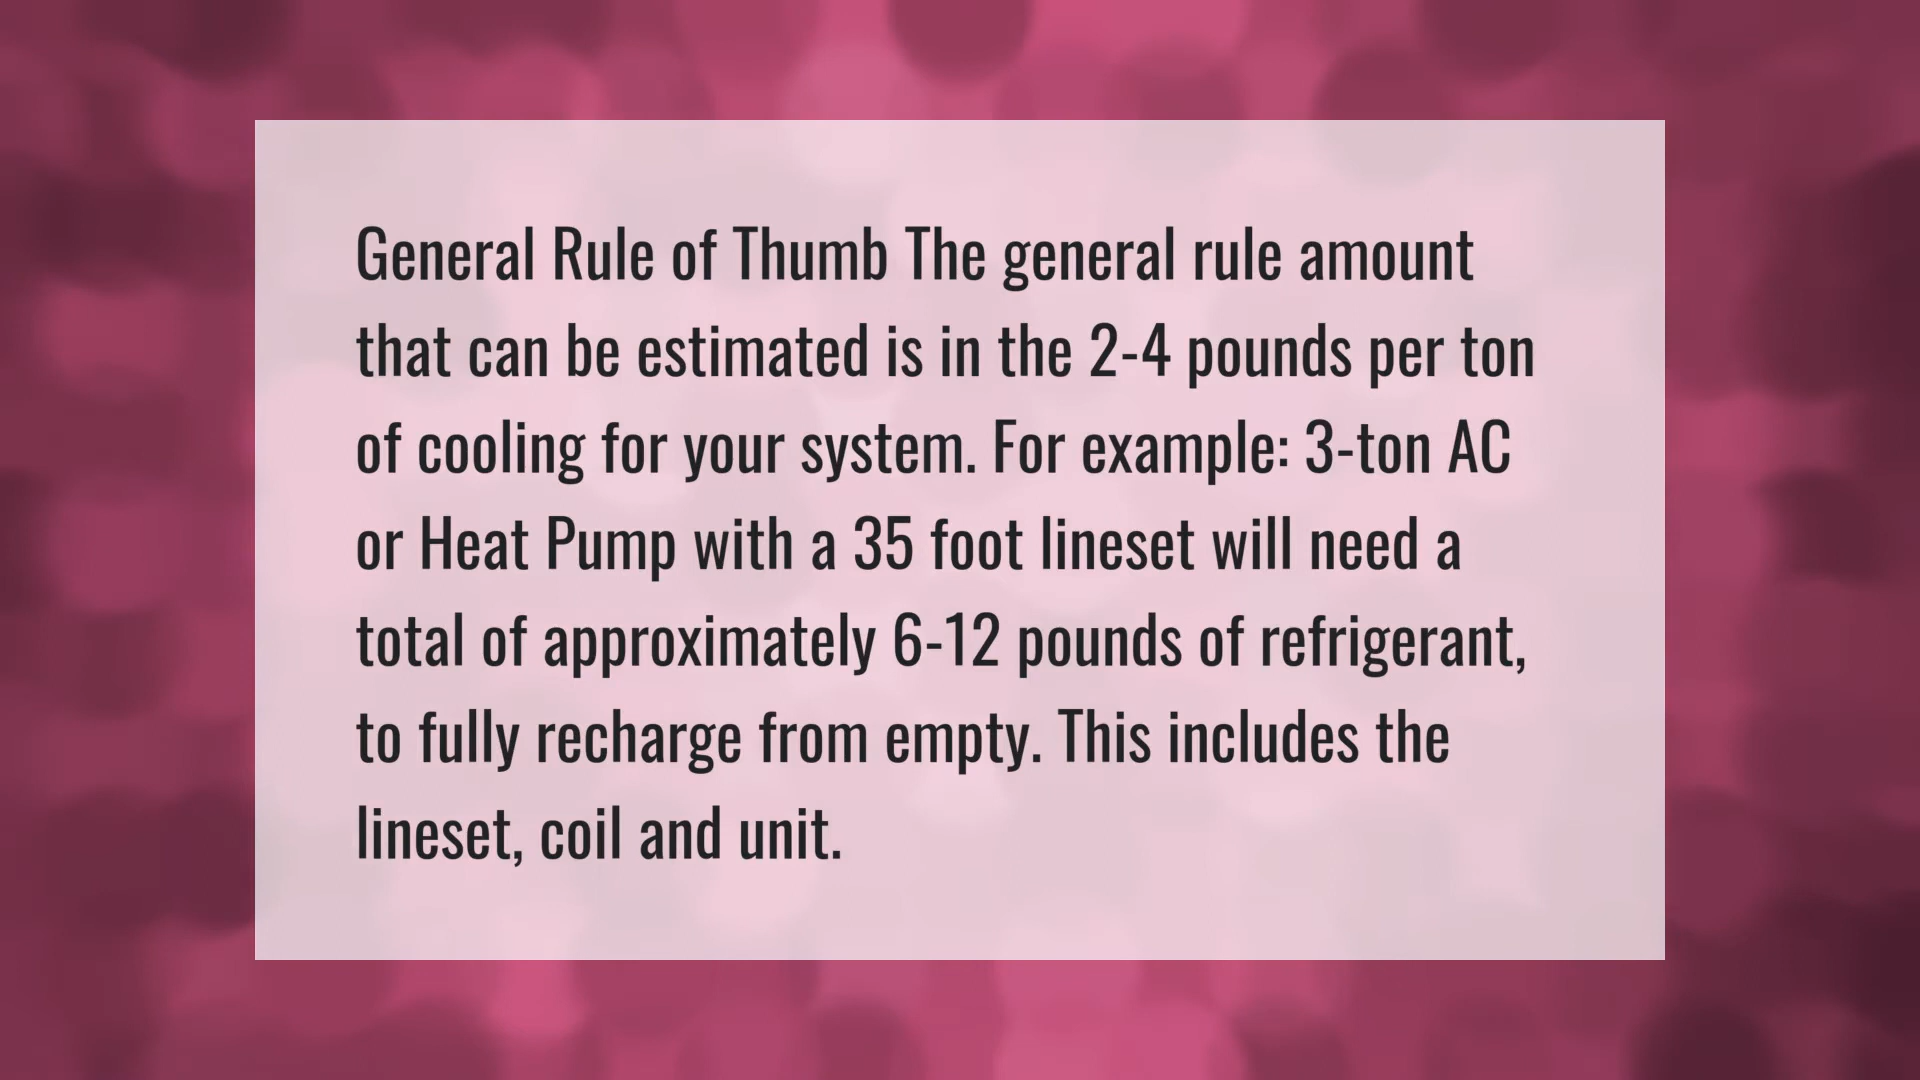 General Rule of Thumb The general rule amount
that can be estimated is in the 2-4 pounds per ton
of cooling for your system. For example: 3-ton AC
or Heat Pump with a 35 foot lineset will need a
total of approximately 6-12 pounds of refrigerant,
to fully recharge from empty. This includes the
lineset, coil and unit.